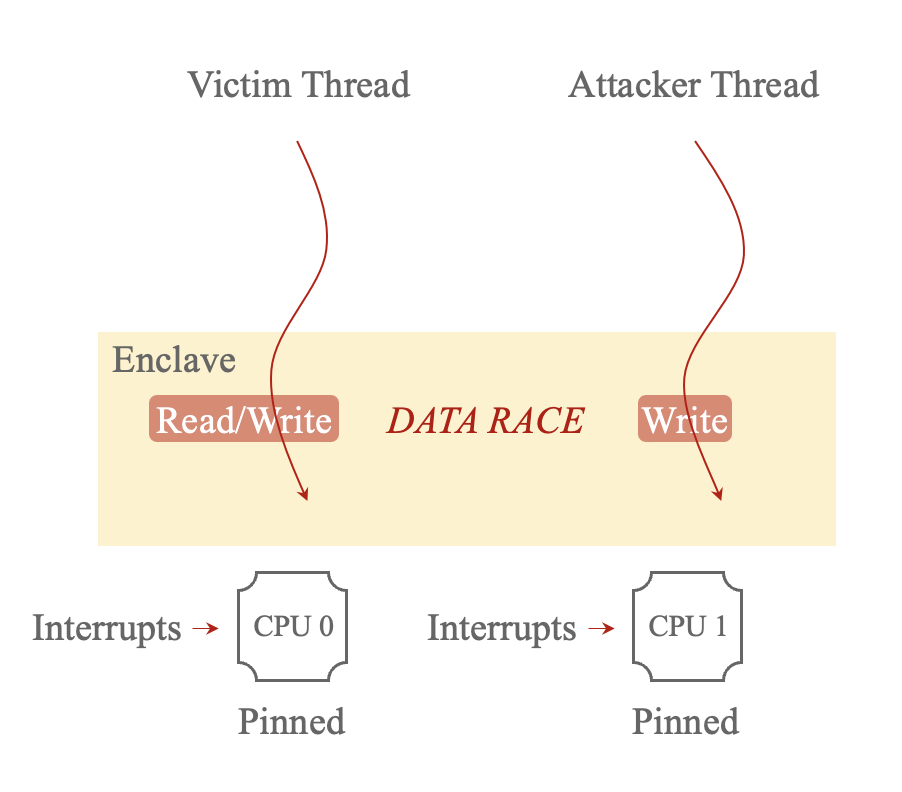 Victim Thread
Attacker Thread
Enclave
Read/Write
DATA RACE
Write
Interrupts
CPU 0
Interrupts
CPU 1
Pinned
Pinned